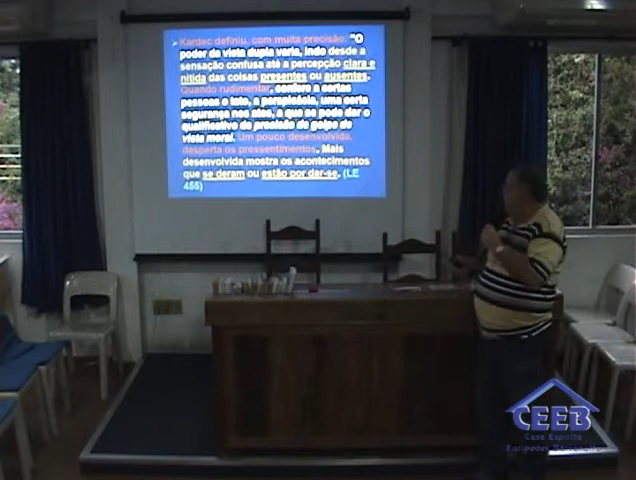 Kardec definiu, com muita precisão: "O
poder da vista dupla varia, indo desde a
sensação confusa até a percepção clara e
nítida das coisas presentes ou ausentes.
Quando rudimentar, confere a certas
pessoas o tato, a perspicácia, uma certa
segurança nos atos, a que se pode dar o
qualificativo de precisão de golpe de
vista moral. Um pouco desenvolvida,
desperta os pressentimentos. Mais
desenvolvida mostra os acontecimentos
que se deram ou estão por dar-se. (LE
455)
CEEB
Casa Espírita
Eurípedes